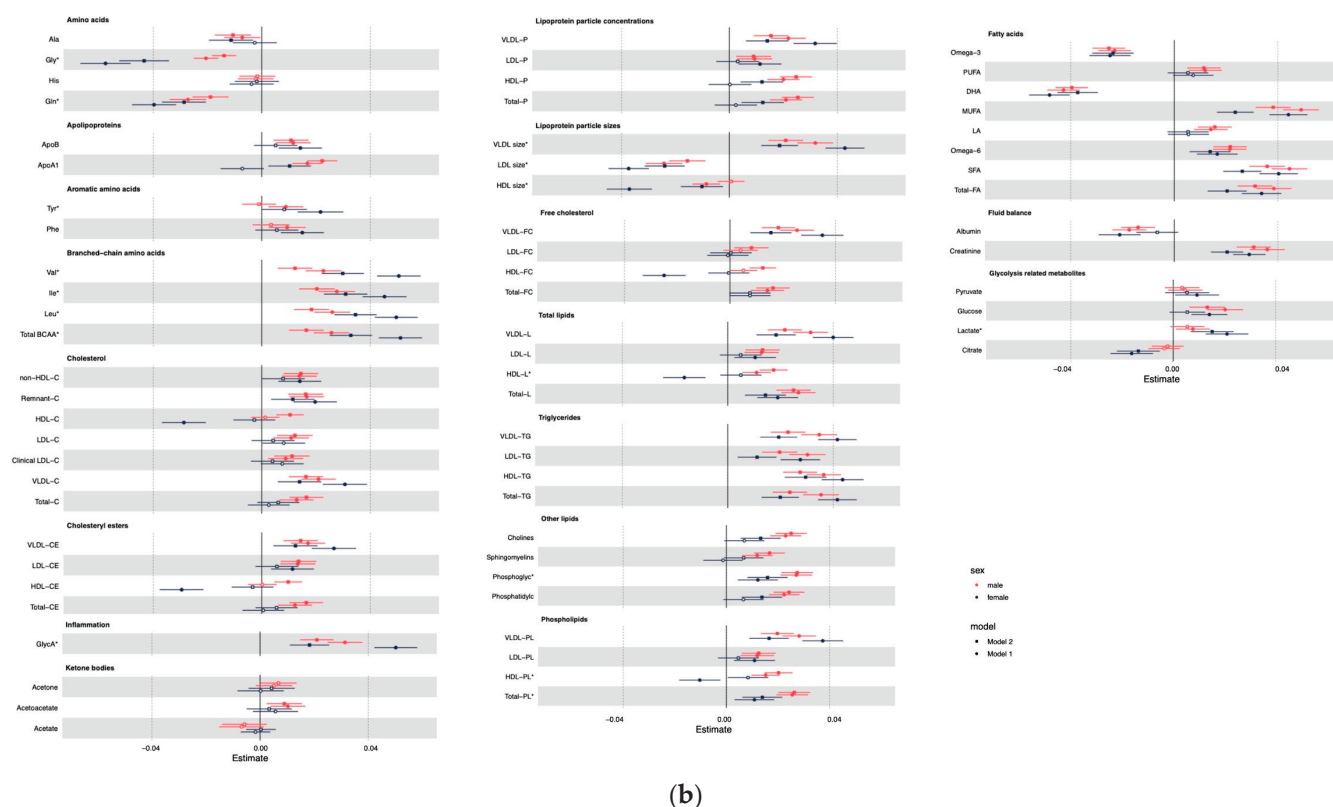 Amino acids
Ala
Gly*
His
Gln*
Apolipoproteins
ApoB
ApoA1
Aromatic amino acids
Tyr*
Phe
Branched-chain amino acids
Val*
Ile*
Leu*
Total BCAA*
Cholesterol
non-HDL-C
Remnant-C
HDL-C
LDL-C
Clinical LDL-C
VLDL-C
Total-C
Cholesteryl esters
VLDL-CE
LDL-CE
HDL-CE
Total-CE
Inflammation
GlycA*
Ketone bodies
Acetone
Acetoacetate
Acetate
-0.04 0.00 0.04
Estimate
Lipoprotein particle concentrations
VLDL-P
LDL-P
HDL-P
Total-P
Lipoprotein particle sizes
VLDL size*
LDL size*
HDL size*
Free cholesterol
VLDL-FC
LDL-FC
HDL-FC
Total-FC
Total lipids
VLDL-L
LDL-L
HDL-L*
Total-L
Triglycerides
VLDL-TG
LDL-TG
HDL-TG
Total-TG
Other lipids
Cholines
Sphingomyelins
Phosphoglyc*
Phosphatidylc
Phospholipids
VLDL-PL
LDL-PL
HDL-PL*
Total-PL*
-0.04 0.00 0.04
Estimate
Fatty acids
Omega-3
PUFA
DHA
MUFA
LA
Omega-6
SFA
Total-FA
Fluid balance
Albumin
Creatinine
Glycolysis related metabolites
Pyruvate
Glucose
Lactate*
Citrate
-0.04 0.00 0.04
Estimate
sex
male
female
model
Model 2
Model 1
(b)